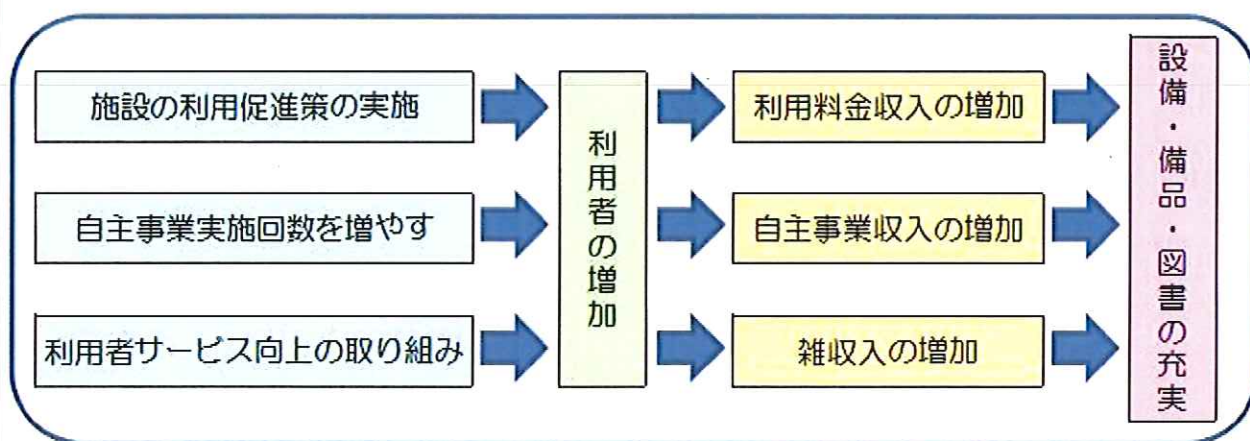 施設の利用促進策の実施
自主事業実施回数を増やす
利用者サービス向上の取り組み
利用者の増加
利用料金収入の増加
自主事業収入の増加
雑収入の増加
設備・備品・図書の充実